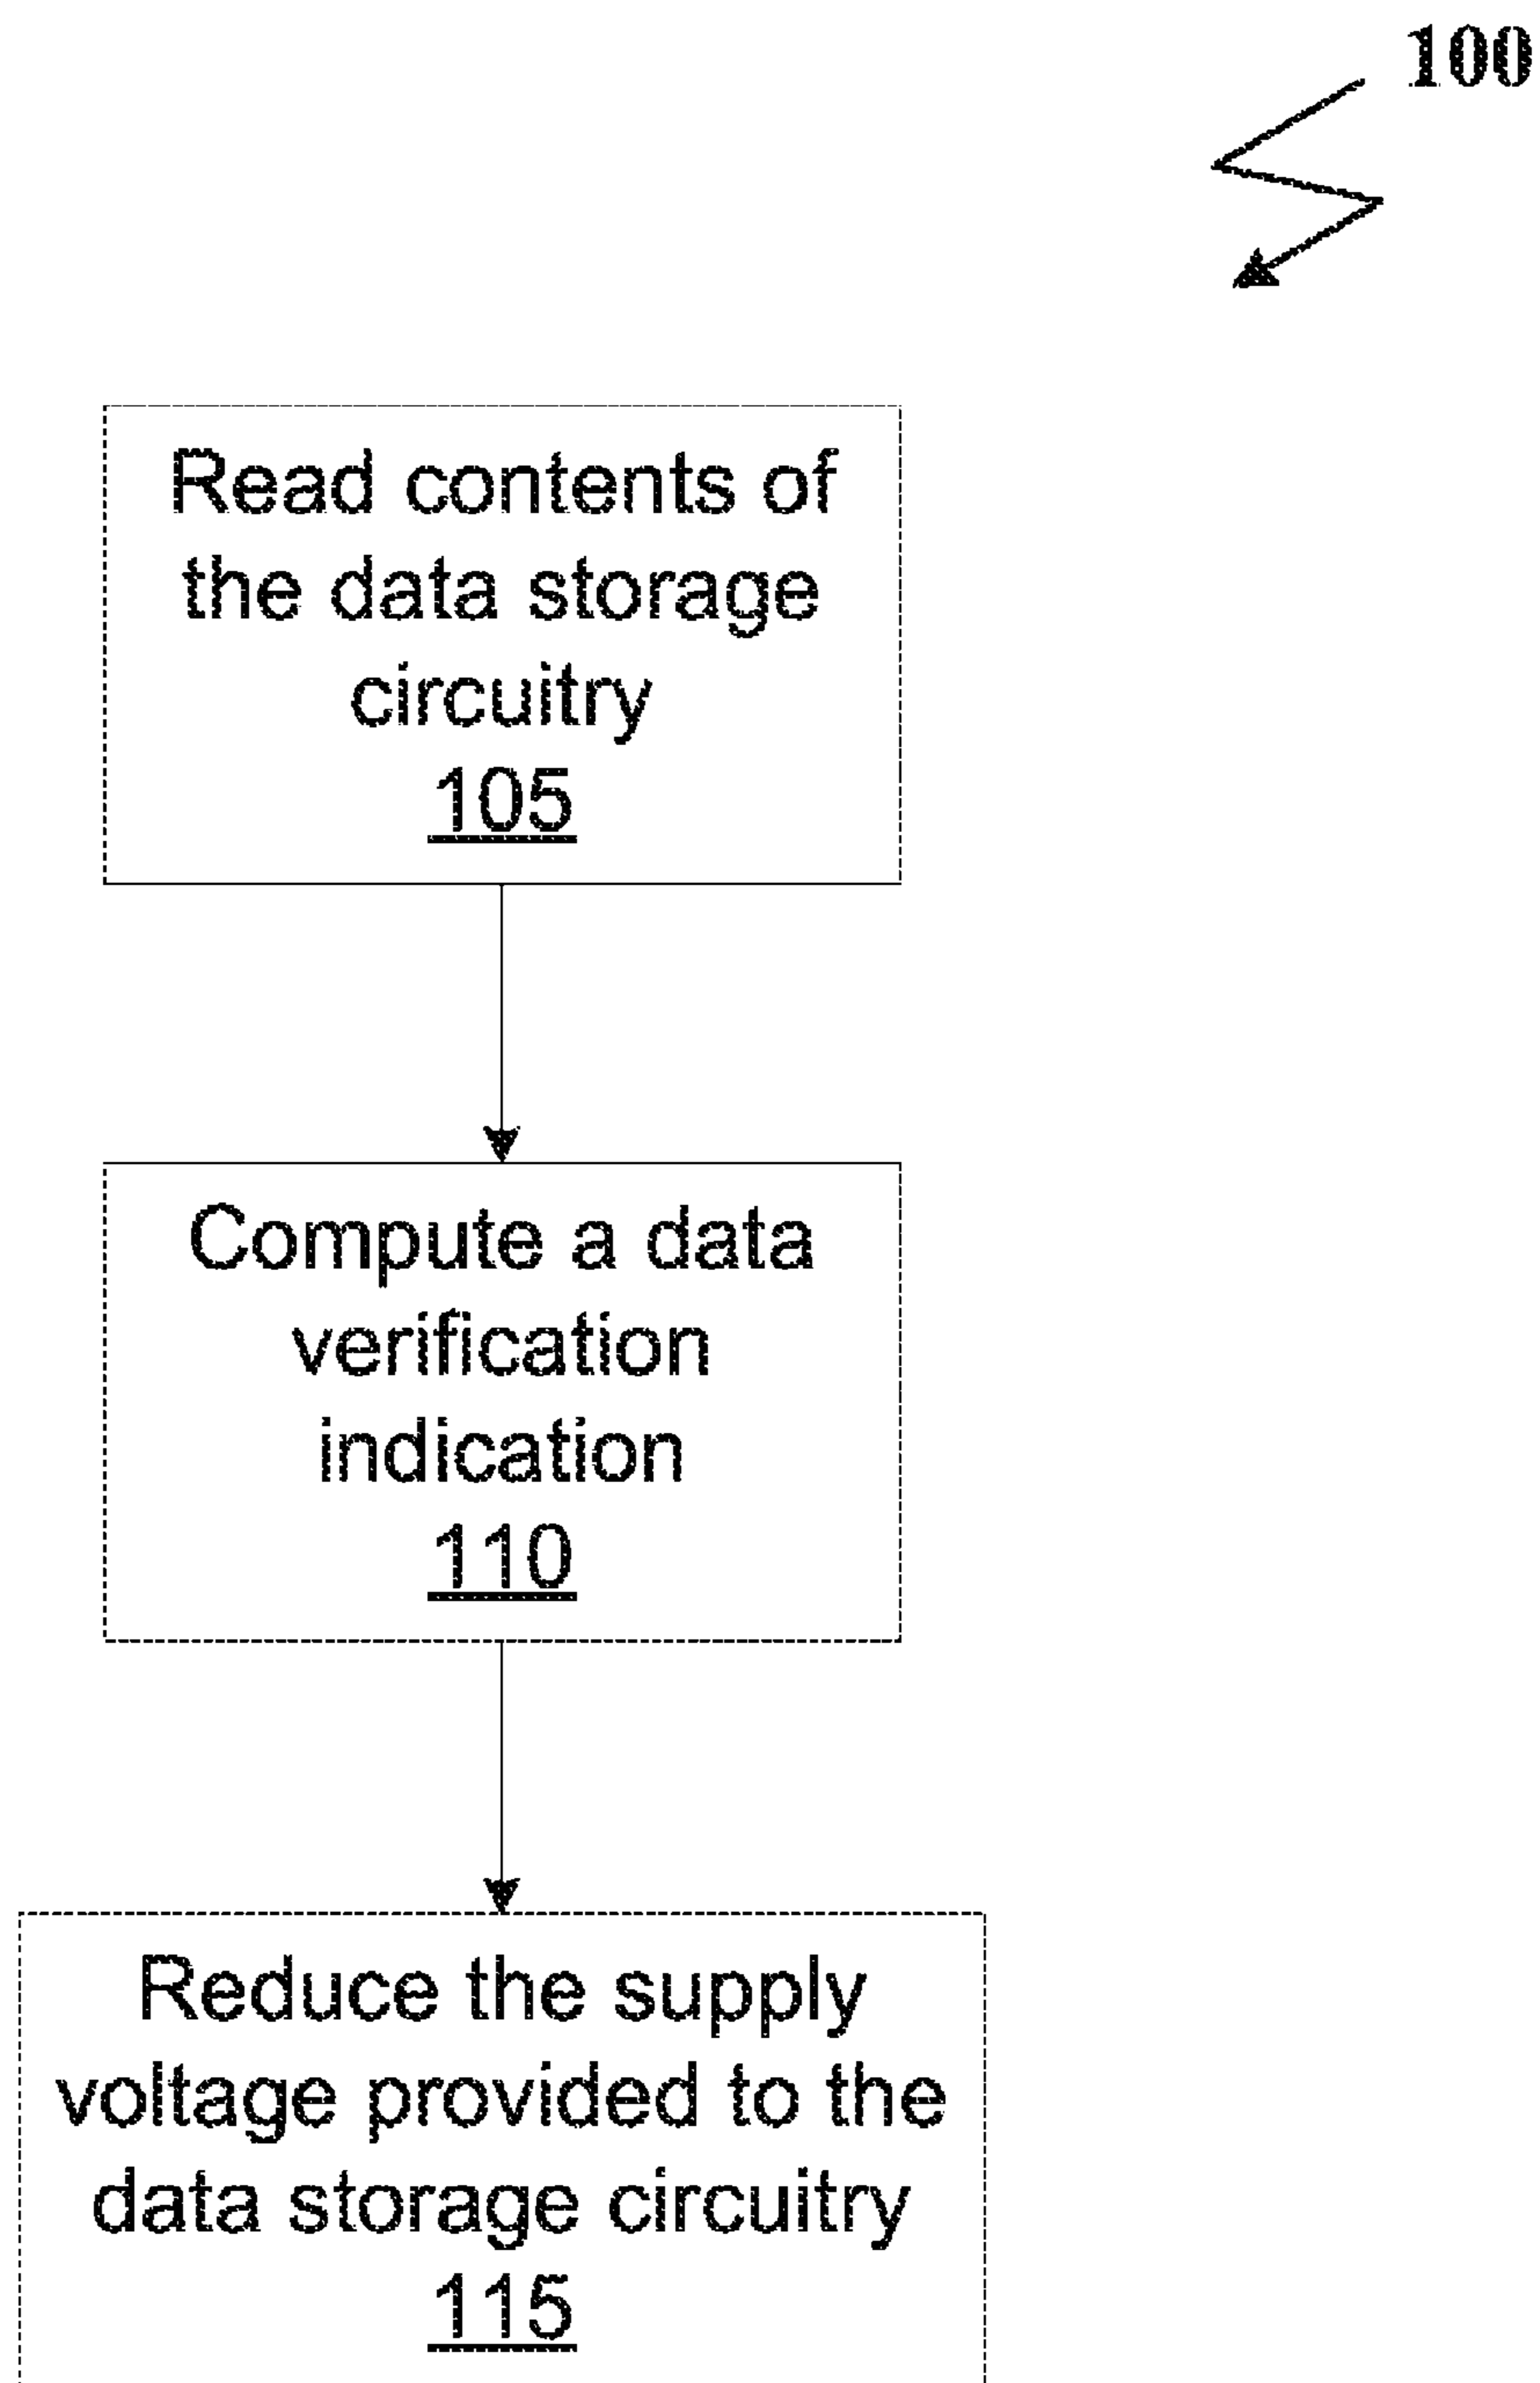 100
Read contents of
the data storage
circuitry
105
Compute a data
verification
indication
110
Reduce the supply
voltage provided to the
data storage circuitry
115